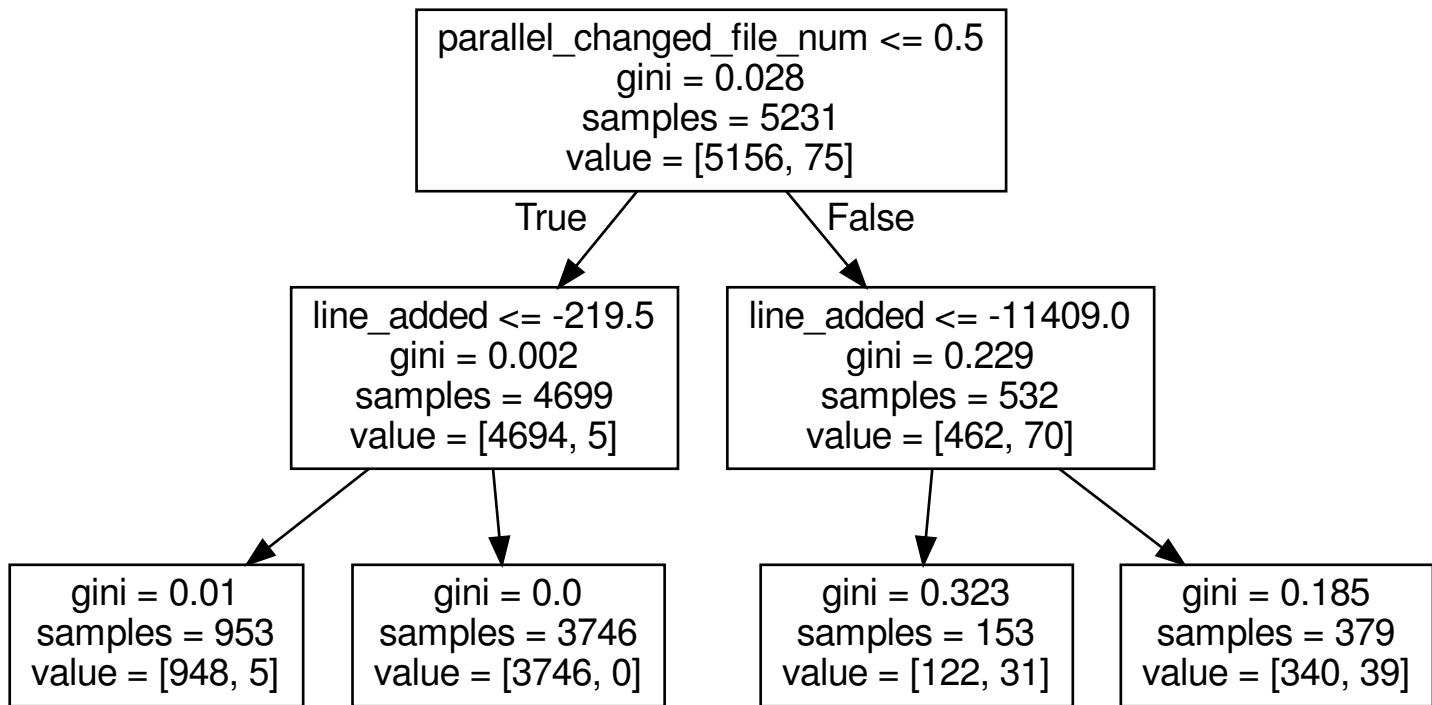 parallel_changed_file_num <= 0.5
gini = 0.028
samples = 5231
value = [5156, 75]
True
False
line_added <= -219.5
gini = 0.002
samples = 4699
value = [4694, 5]
line_added <= -11409.0
gini = 0.229
samples = 532
value = [462, 70]
gini = 0.01
samples = 953
value = [948, 5]
gini = 0.0
samples = 3746
value = [3746, 0]
gini = 0.323
samples = 153
value = [122, 31]
gini = 0.185
samples = 379
value = [340, 39]